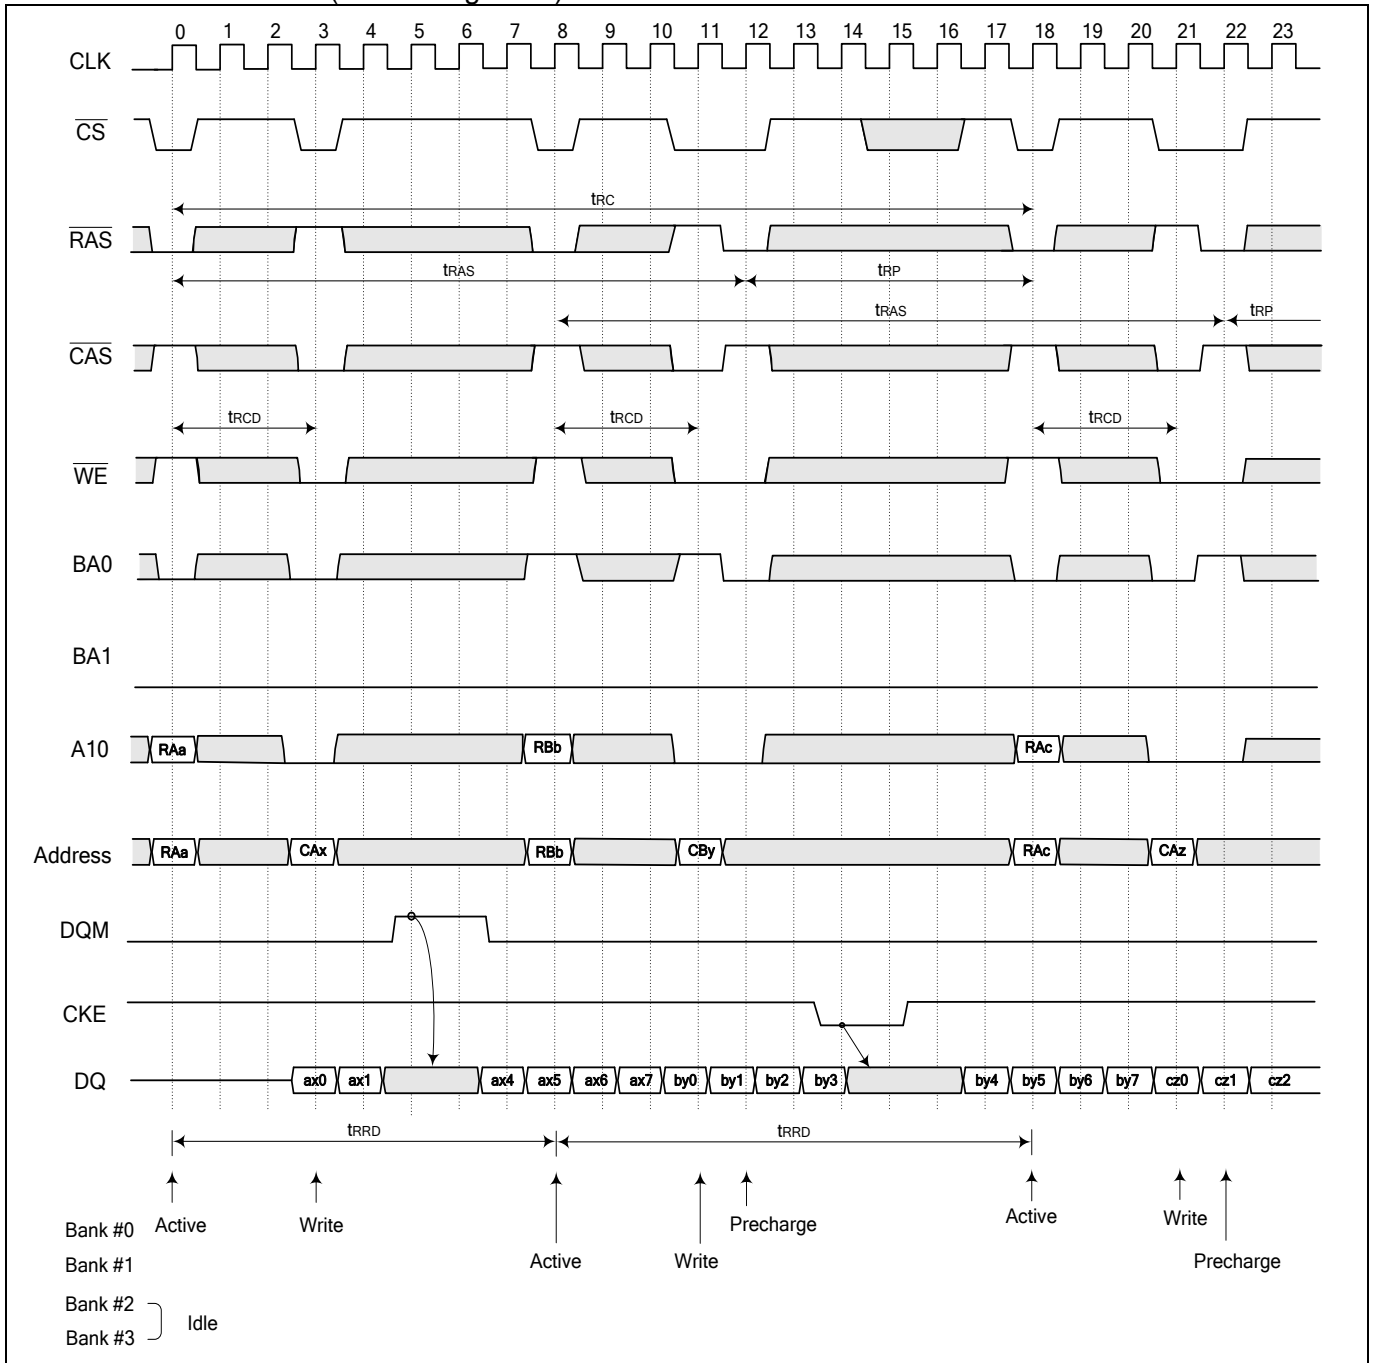 0 1 2 3 4 5 6 7 8 9 10 11 12 13 14 15 16 17 18 19 20 21 22 23
CLK
CS
tRC
RAS
tRAS tRP
tRAS tRP
CAS
tRCD tRCD tRCD
WE
BA0
BA1
A10 RAa RBb RAc
Address RAa CAx RBb CBy RAc CAz
DQM
CKE
DQ ax0 ax1 ax4 ax5 ax6 ax7 by0 by1 by2 by3 by4 by5 by6 by7 cz0 cz1 cz2
tRRD tRRD
Bank #0 Active Write Precharge Active Write
Bank #1 Active Write Precharge
Bank #2
Idle
Bank #3